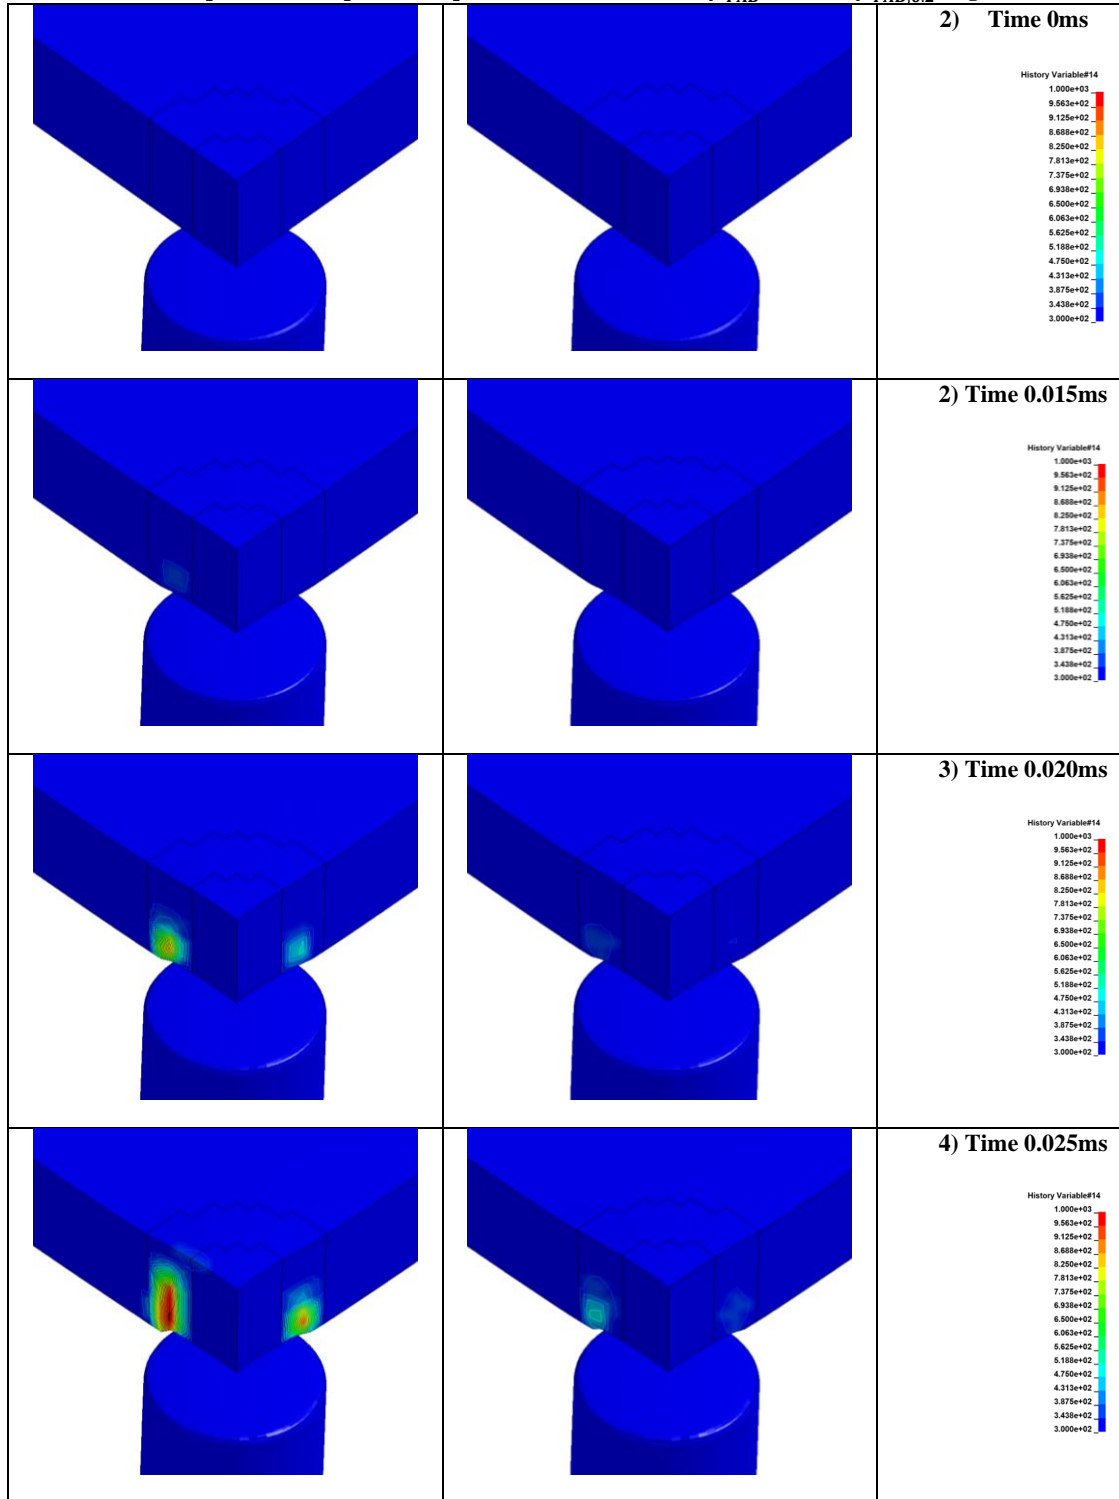 2) Time 0ms
History Variable#14
1.000e+03
9.563e+02
9.125e+02
8.688e+02
8.250e+02
7.813e+02
7.375e+02
6.938e+02
6.500e+02
6.063e+02
5.625e+02
5.188e+02
4.750e+02
4.313e+02
3.875e+02
3.438e+02
3.000e+02
2) Time 0.015ms
History Variable#14
1.000e+03
9.563e+02
9.125e+02
8.688e+02
8.250e+02
7.813e+02
7.375e+02
6.938e+02
6.500e+02
6.063e+02
5.625e+02
5.188e+02
4.750e+02
4.313e+02
3.875e+02
3.438e+02
3.000e+02
3) Time 0.020ms
History Variable#14
1.000e+03
9.563e+02
9.125e+02
8.688e+02
8.250e+02
7.813e+02
7.375e+02
6.938e+02
6.500e+02
6.063e+02
5.625e+02
5.188e+02
4.750e+02
4.313e+02
3.875e+02
3.438e+02
3.000e+02
4) Time 0.025ms
History Variable#14
1.000e+03
9.563e+02
9.125e+02
8.688e+02
8.250e+02
7.813e+02
7.375e+02
6.938e+02
6.500e+02
6.063e+02
5.625e+02
5.188e+02
4.750e+02
4.313e+02
3.875e+02
3.438e+02
3.000e+02